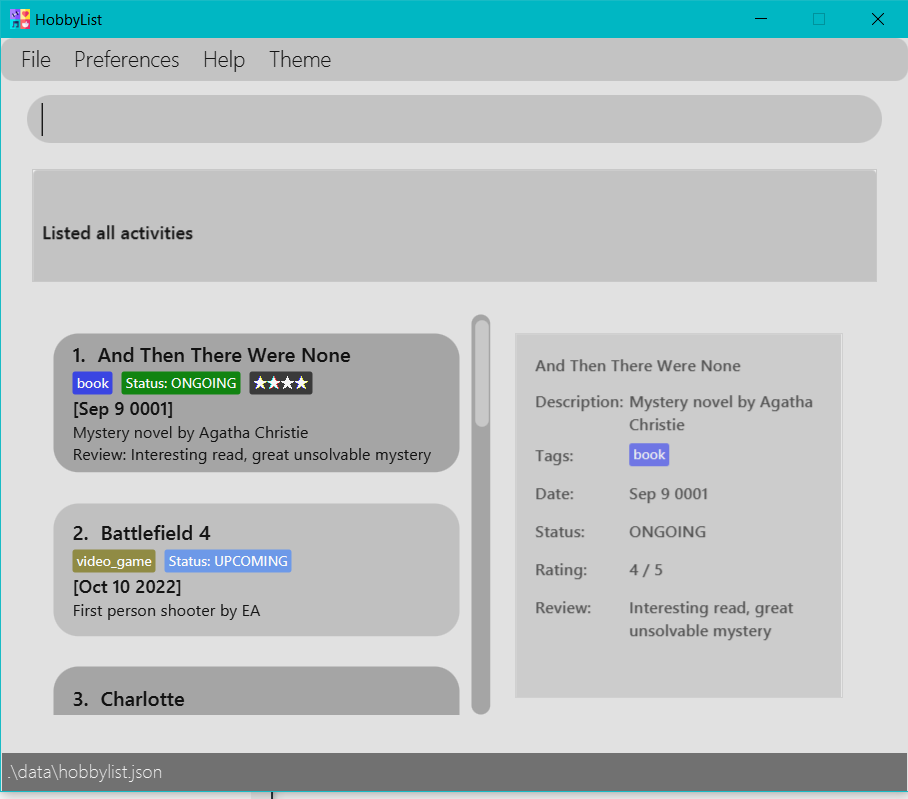 HobbyList
File Preferences Help Theme
Listed all activities
1. And Then There Were None
book Status: ONGOING ★★★★
[Sep 9 0001]
Mystery novel by Agatha Christie
Review: Interesting read, great unsolvable mystery
2. Battlefield 4
video_game Status: UPCOMING
[Oct 10 2022]
First person shooter by EA
3. Charlotte
And Then There Were None
Description: Mystery novel by Agatha
Christie
Tags: book
Date: Sep 9 0001
Status: ONGOING
Rating: 4 / 5
Review: Interesting read, great
unsolvable mystery
.\data\hobbylist.json